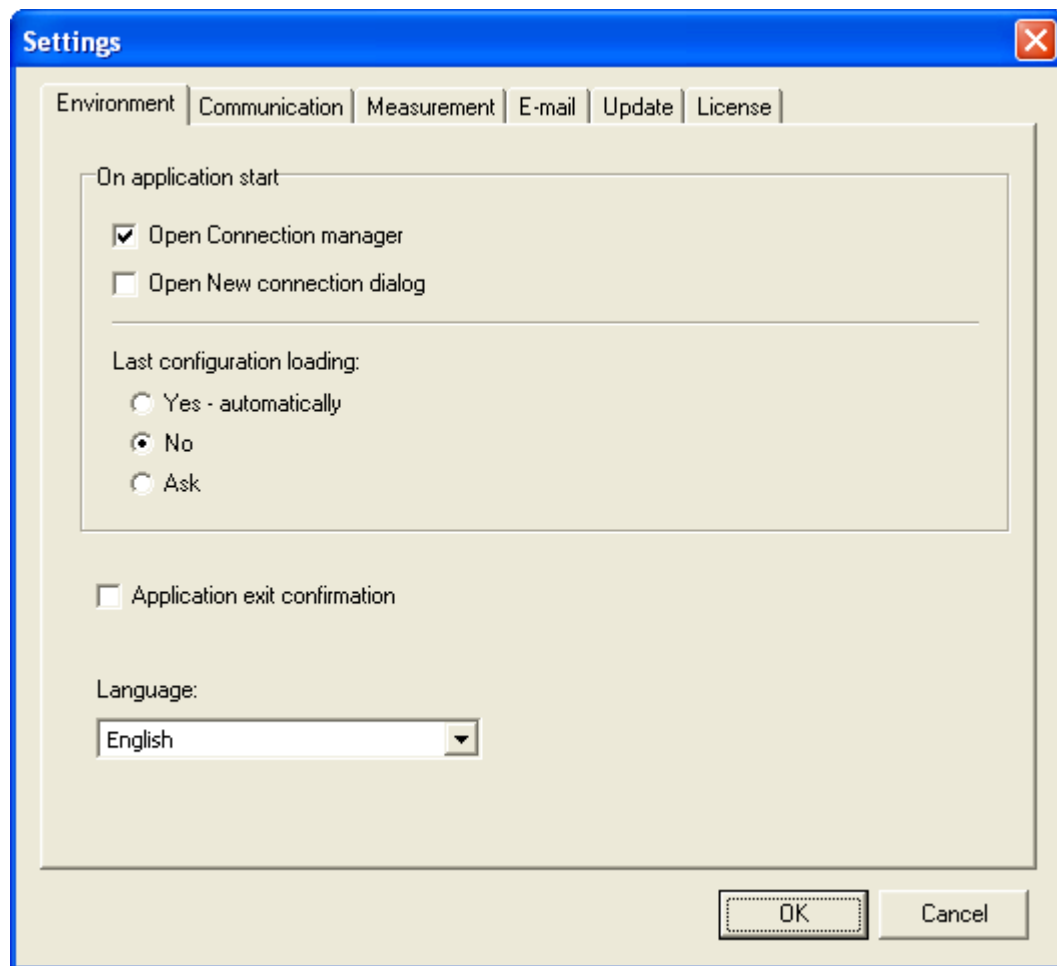 Settings
Environment Communication Measurement E-mail Update License
On application start
Open Connection manager
Open New connection dialog
Last configuration loading:
Yes - automatically
No
Ask
Application exit confirmation
Language:
English
OK Cancel